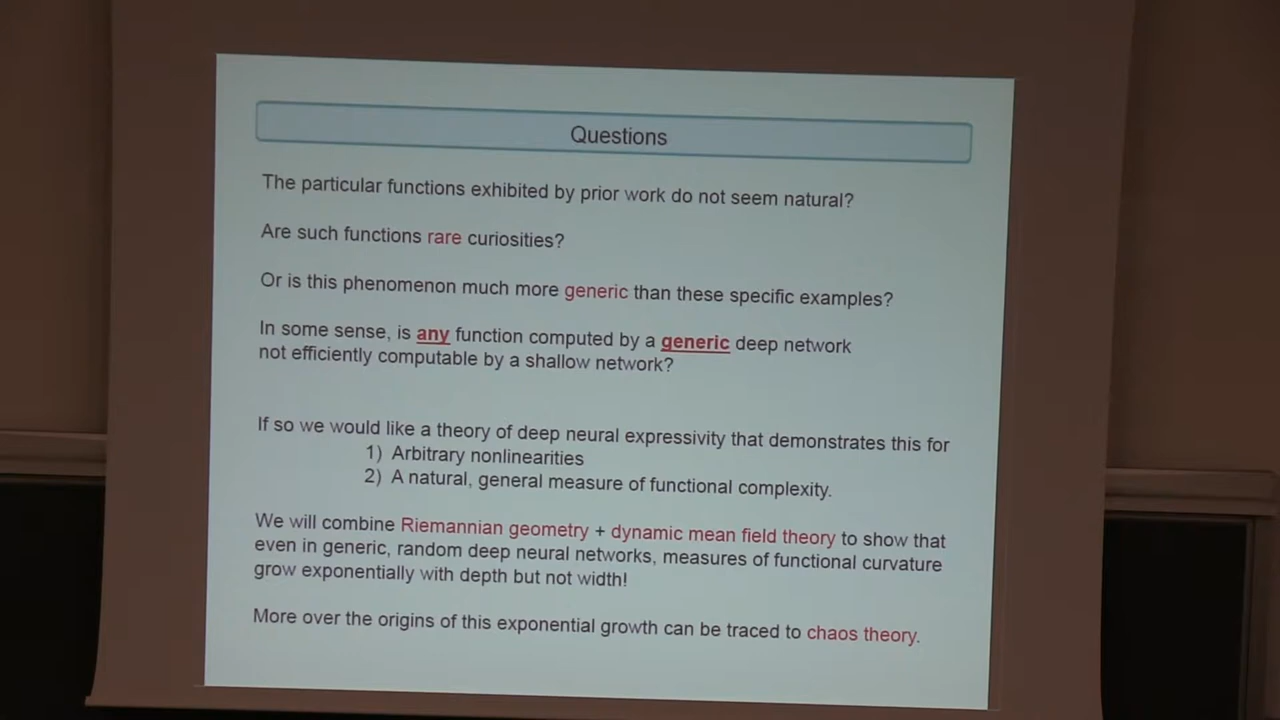 Questions
The particular functions exhibited by prior work do not seem natural?
Are such functions rare curiosities?
Or is this phenomenon much more generic than these specific examples?
In some sense, is any function computed by a generic deep network
not efficiently computable by a shallow network?
If so we would like a theory of deep neural expressivity that demonstrates this for
1) Arbitrary nonlinearities
2) A natural, general measure of functional complexity.
We will combine Riemannian geometry + dynamic mean field theory to show that
even in generic, random deep neural networks, measures of functional curvature
grow exponentially with depth but not width!
More over the origins of this exponential growth can be traced to chaos theory.